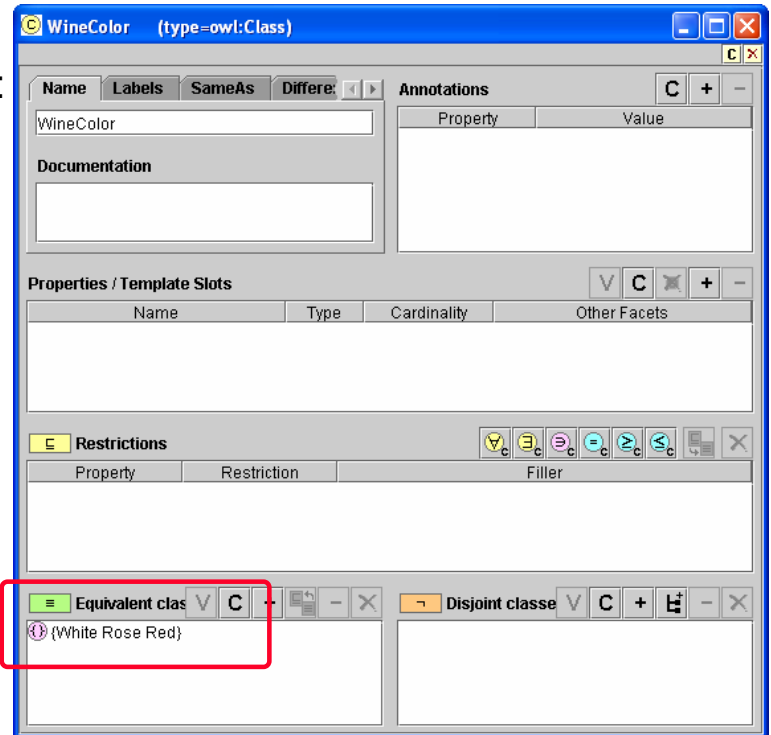 WineColor (type=owl:Class)
C
Name Labels SameAs Differe
Annotations C + −
WineColor
Property Value
Documentation
Properties / Template Slots V C + −
Name Type Cardinality Other Facets
⊑ Restrictions ∀c ∃c ∋c =c ≥c ≤c
Property Restriction Filler
≡ Equivalent clas V C + −
¬ Disjoint classe V C + −
{} {White Rose Red}